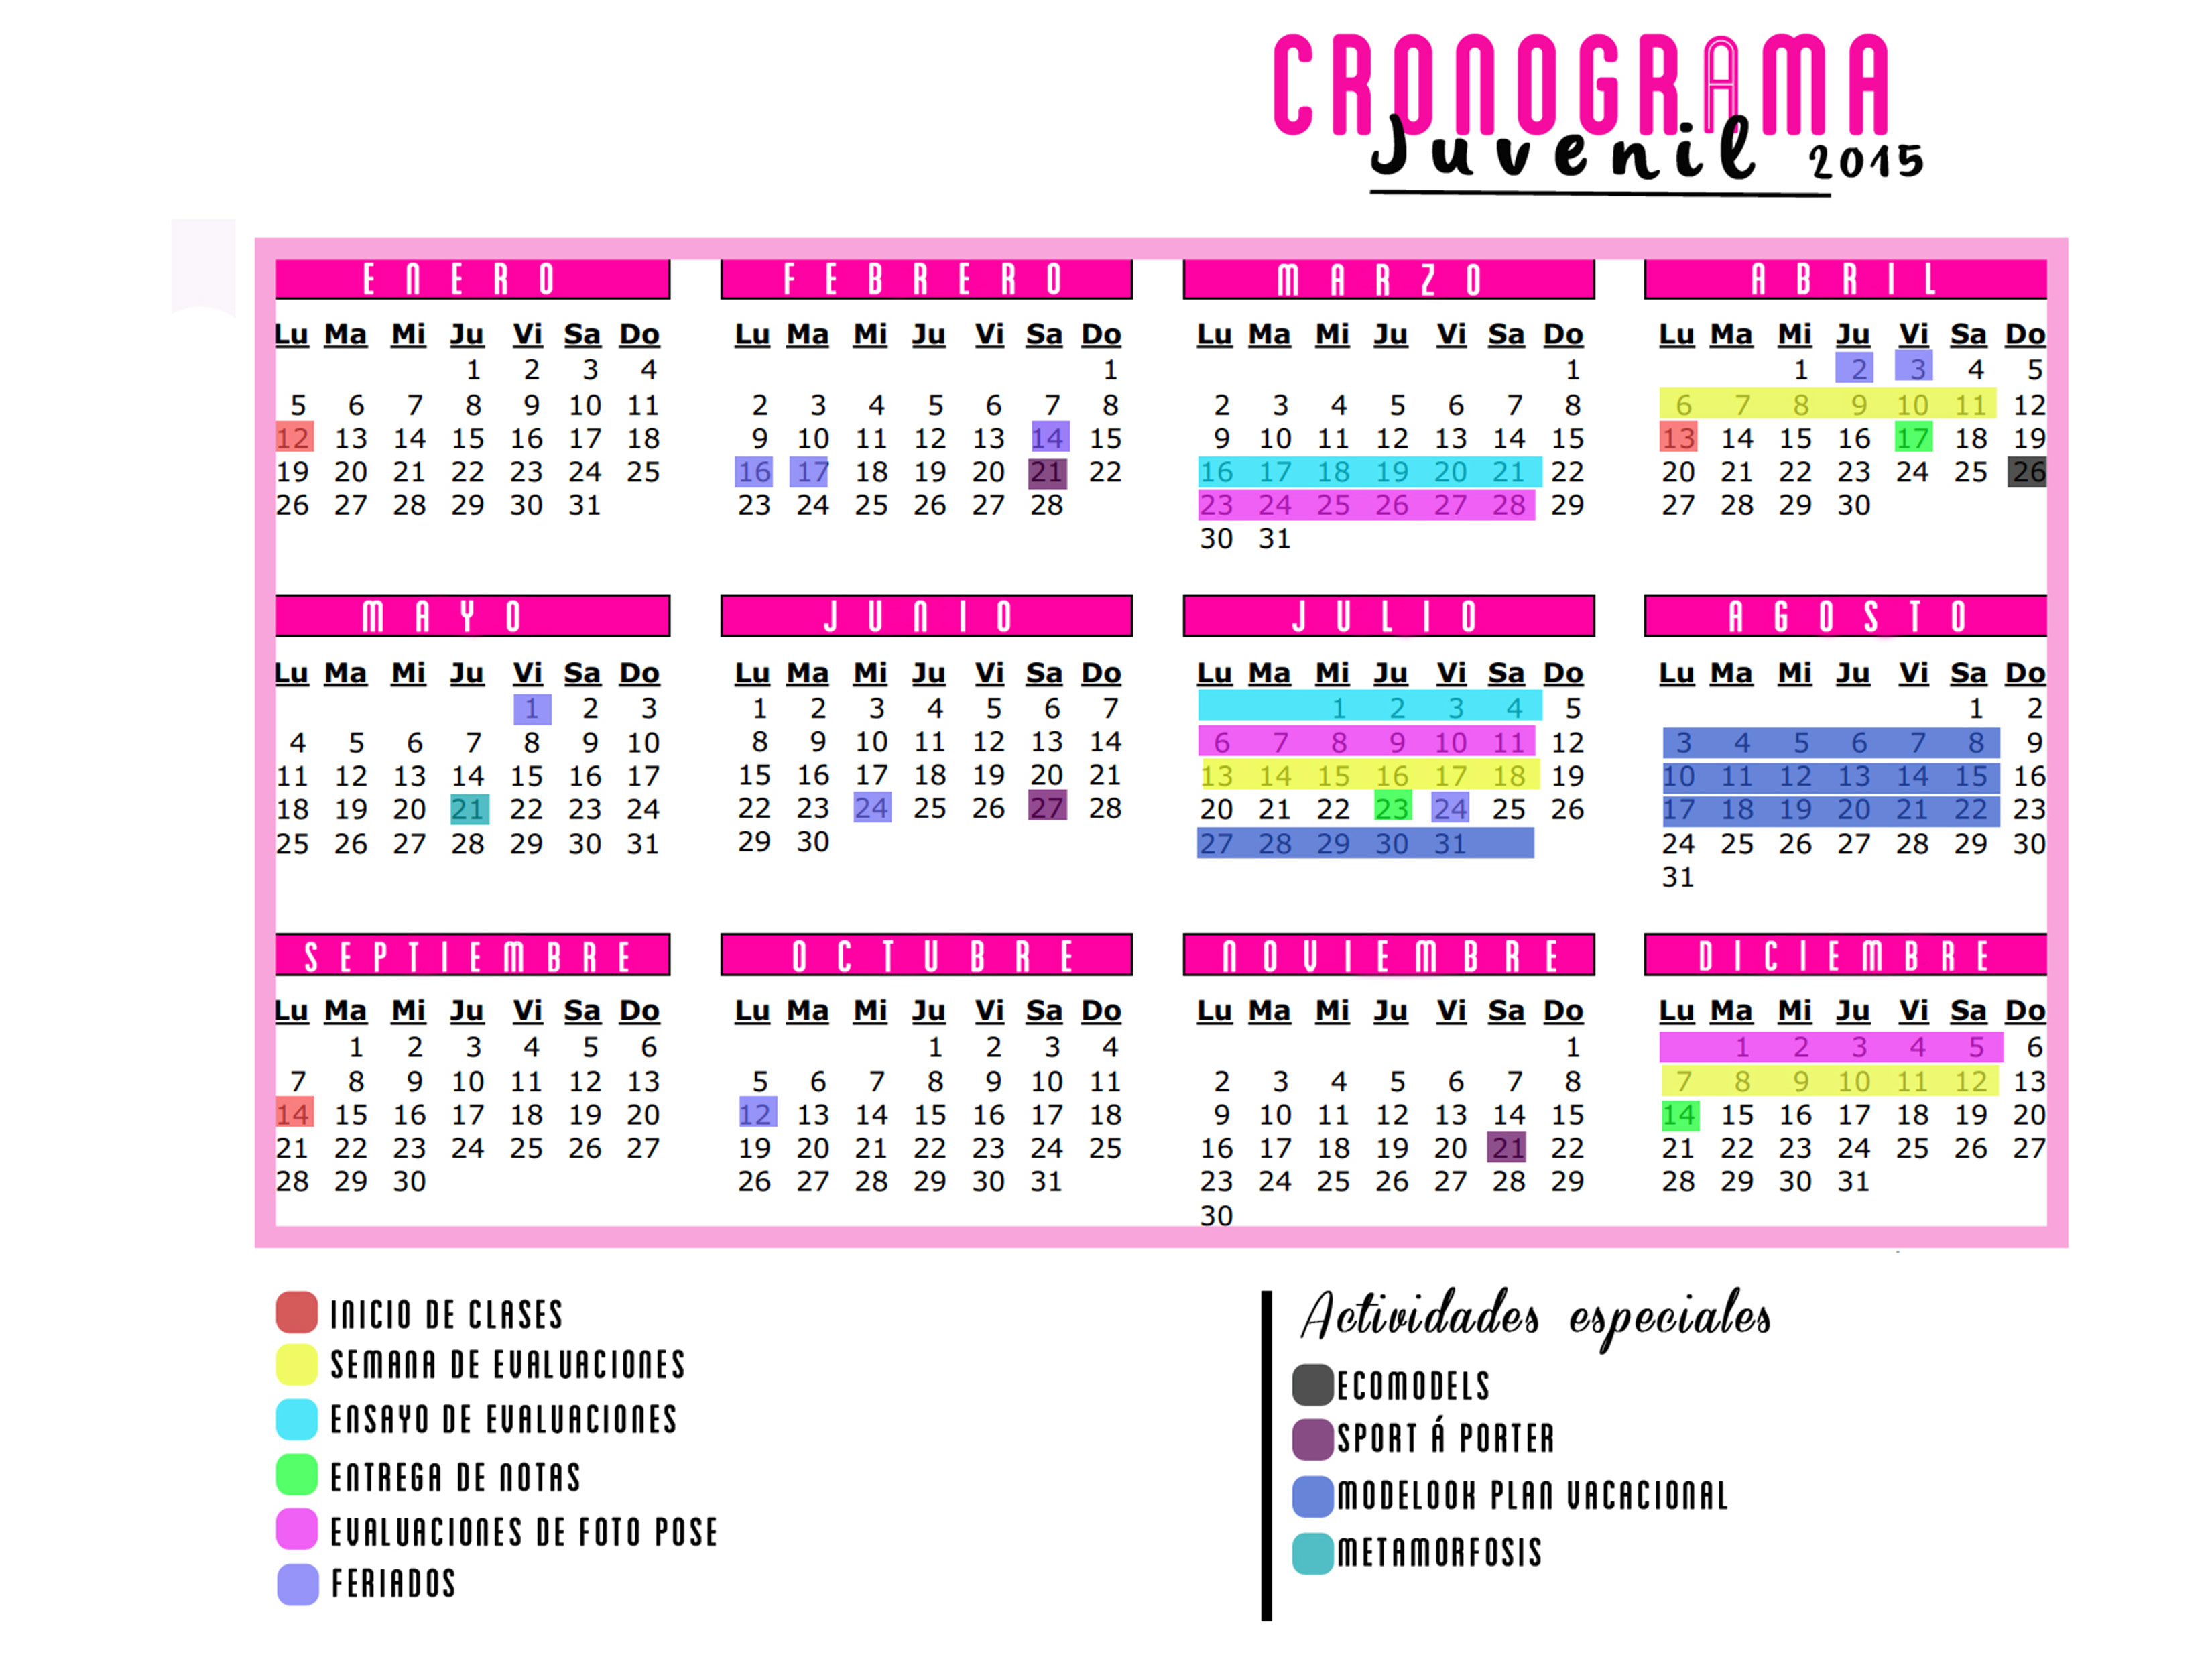 CRONOGRAMA
Juvenil 2015
ENERO
Lu Ma Mi Ju Vi Sa Do
1 2 3 4
5 6 7 8 9 10 11
12 13 14 15 16 17 18
19 20 21 22 23 24 25
26 27 28 29 30 31
FEBRERO
Lu Ma Mi Ju Vi Sa Do
1
2 3 4 5 6 7 8
9 10 11 12 13 14 15
16 17 18 19 20 21 22
23 24 25 26 27 28
MARZO
Lu Ma Mi Ju Vi Sa Do
1
2 3 4 5 6 7 8
9 10 11 12 13 14 15
16 17 18 19 20 21 22
23 24 25 26 27 28 29
30 31
ABRIL
Lu Ma Mi Ju Vi Sa Do
1 2 3 4 5
6 7 8 9 10 11 12
13 14 15 16 17 18 19
20 21 22 23 24 25 26
27 28 29 30
MAYO
Lu Ma Mi Ju Vi Sa Do
1 2 3
4 5 6 7 8 9 10
11 12 13 14 15 16 17
18 19 20 21 22 23 24
25 26 27 28 29 30 31
JUNIO
Lu Ma Mi Ju Vi Sa Do
1 2 3 4 5 6 7
8 9 10 11 12 13 14
15 16 17 18 19 20 21
22 23 24 25 26 27 28
29 30
JULIO
Lu Ma Mi Ju Vi Sa Do
1 2 3 4 5
6 7 8 9 10 11 12
13 14 15 16 17 18 19
20 21 22 23 24 25 26
27 28 29 30 31
AGOSTO
Lu Ma Mi Ju Vi Sa Do
1 2
3 4 5 6 7 8 9
10 11 12 13 14 15 16
17 18 19 20 21 22 23
24 25 26 27 28 29 30
31
SEPTIEMBRE
Lu Ma Mi Ju Vi Sa Do
1 2 3 4 5 6
7 8 9 10 11 12 13
14 15 16 17 18 19 20
21 22 23 24 25 26 27
28 29 30
OCTUBRE
Lu Ma Mi Ju Vi Sa Do
1 2 3 4
5 6 7 8 9 10 11
12 13 14 15 16 17 18
19 20 21 22 23 24 25
26 27 28 29 30 31
NOVIEMBRE
Lu Ma Mi Ju Vi Sa Do
1
2 3 4 5 6 7 8
9 10 11 12 13 14 15
16 17 18 19 20 21 22
23 24 25 26 27 28 29
30
DICIEMBRE
Lu Ma Mi Ju Vi Sa Do
1 2 3 4 5 6
7 8 9 10 11 12 13
14 15 16 17 18 19 20
21 22 23 24 25 26 27
28 29 30 31
INICIO DE CLASES
SEMANA DE EVALUACIONES
ENSAYO DE EVALUACIONES
ENTREGA DE NOTAS
EVALUACIONES DE FOTO POSE
FERIADOS
Actividades especiales
ECOMODELS
SPORT Á PORTER
MODELOOK PLAN VACACIONAL
METAMORFOSIS